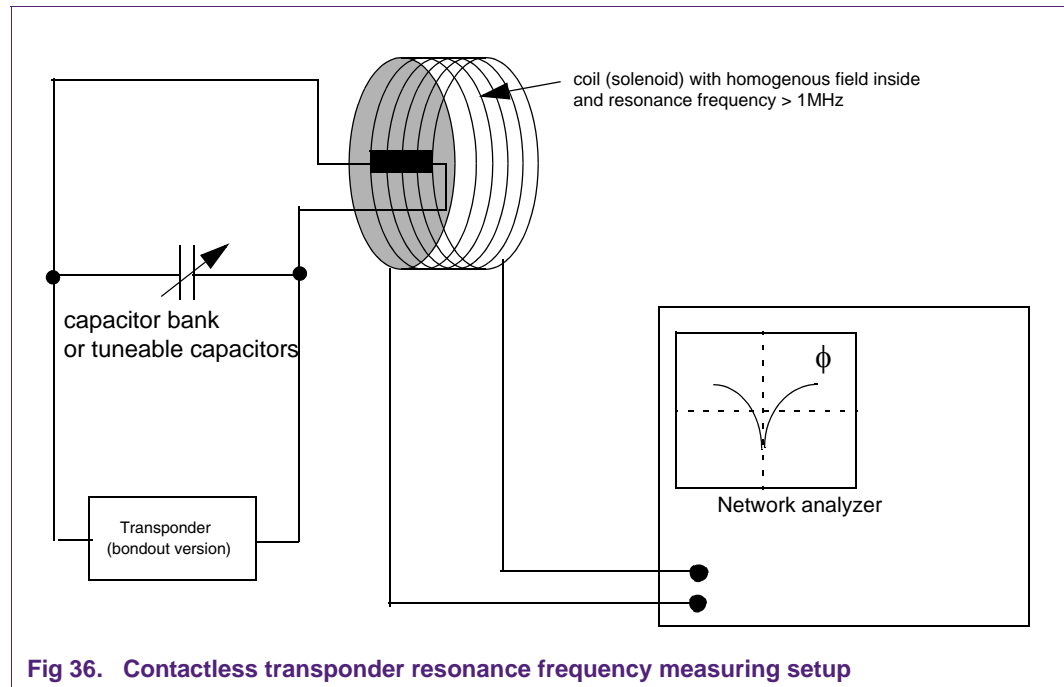 coil (solenoid) with homogenous field inside
and resonance frequency > 1MHz
capacitor bank
or tuneable capacitors
ϕ
Network analyzer
Transponder
(bondout version)
Fig 36. Contactless transponder resonance frequency measuring setup